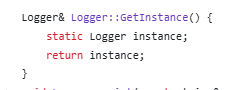 Logger& Logger::GetInstance() {
    static Logger instance;
    return instance;
}